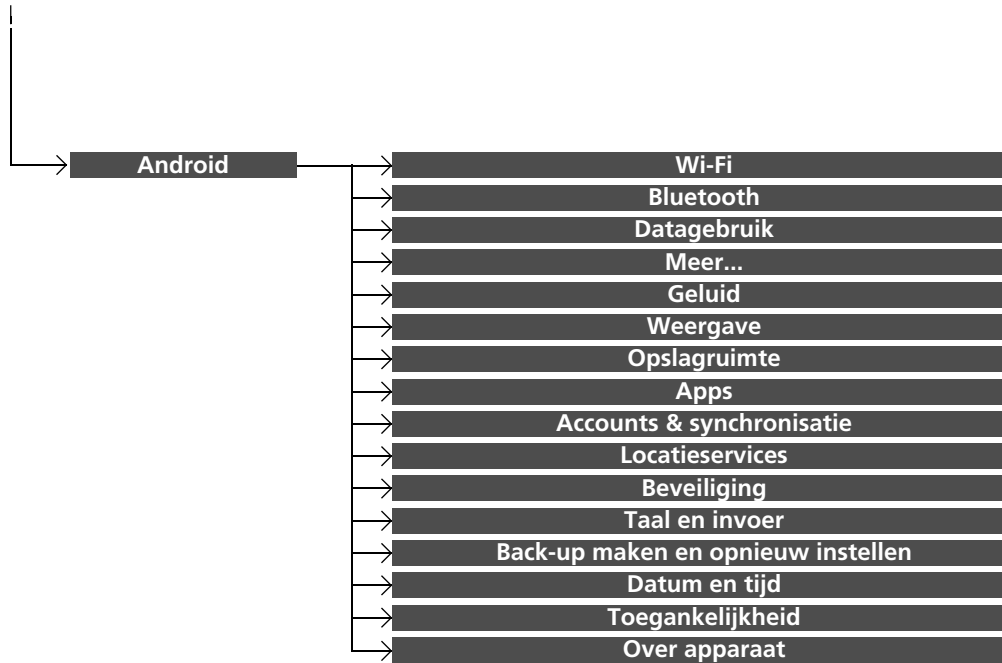 Android
Wi-Fi
Bluetooth
Datagebruik
Meer...
Geluid
Weergave
Opslagruimte
Apps
Accounts & synchronisatie
Locatieservices
Beveiliging
Taal en invoer
Back-up maken en opnieuw instellen
Datum en tijd
Toegankelijkheid
Over apparaat